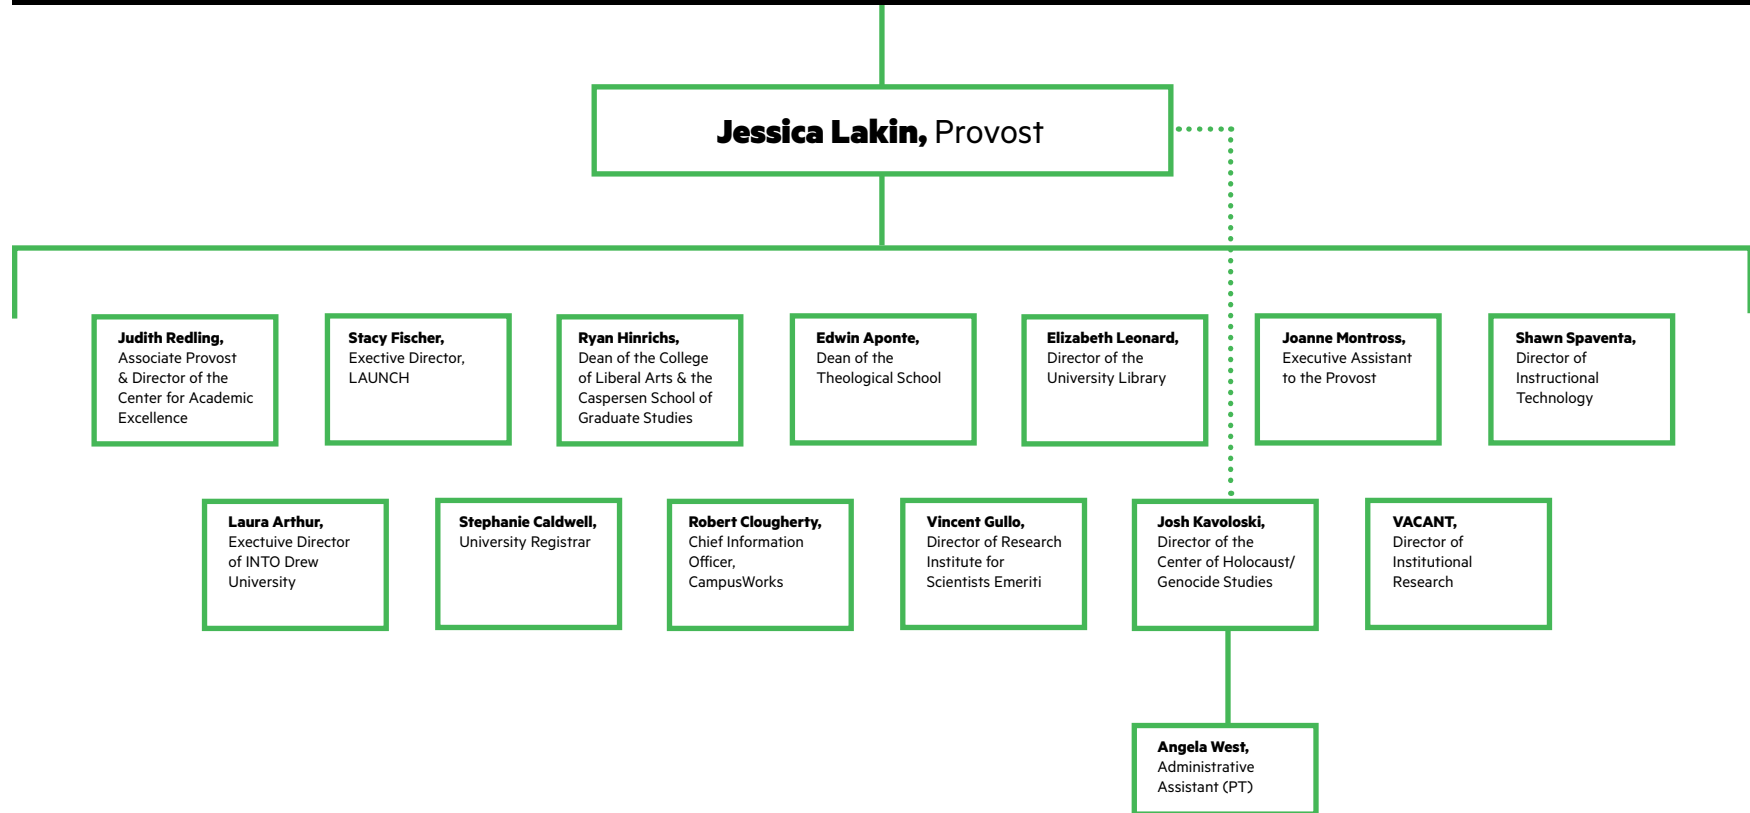 Jessica Lakin, Provost
Judith Redling,
Associate Provost
& Director of the
Center for Academic
Excellence
Stacy Fischer,
Exective Director,
LAUNCH
Ryan Hinrichs,
Dean of the College
of Liberal Arts & the
Caspersen School of
Graduate Studies
Edwin Aponte,
Dean of the
Theological School
Elizabeth Leonard,
Director of the
University Library
Joanne Montross,
Executive Assistant
to the Provost
Shawn Spaventa,
Director of
Instructional
Technology
Laura Arthur,
Exectuive Director
of INTO Drew
University
Stephanie Caldwell,
University Registrar
Robert Clougherty,
Chief Information
Officer,
CampusWorks
Vincent Gullo,
Director of Research
Institute for
Scientists Emeriti
Josh Kavoloski,
Director of the
Center of Holocaust/
Genocide Studies
VACANT,
Director of
Institutional
Research
Angela West,
Administrative
Assistant (PT)